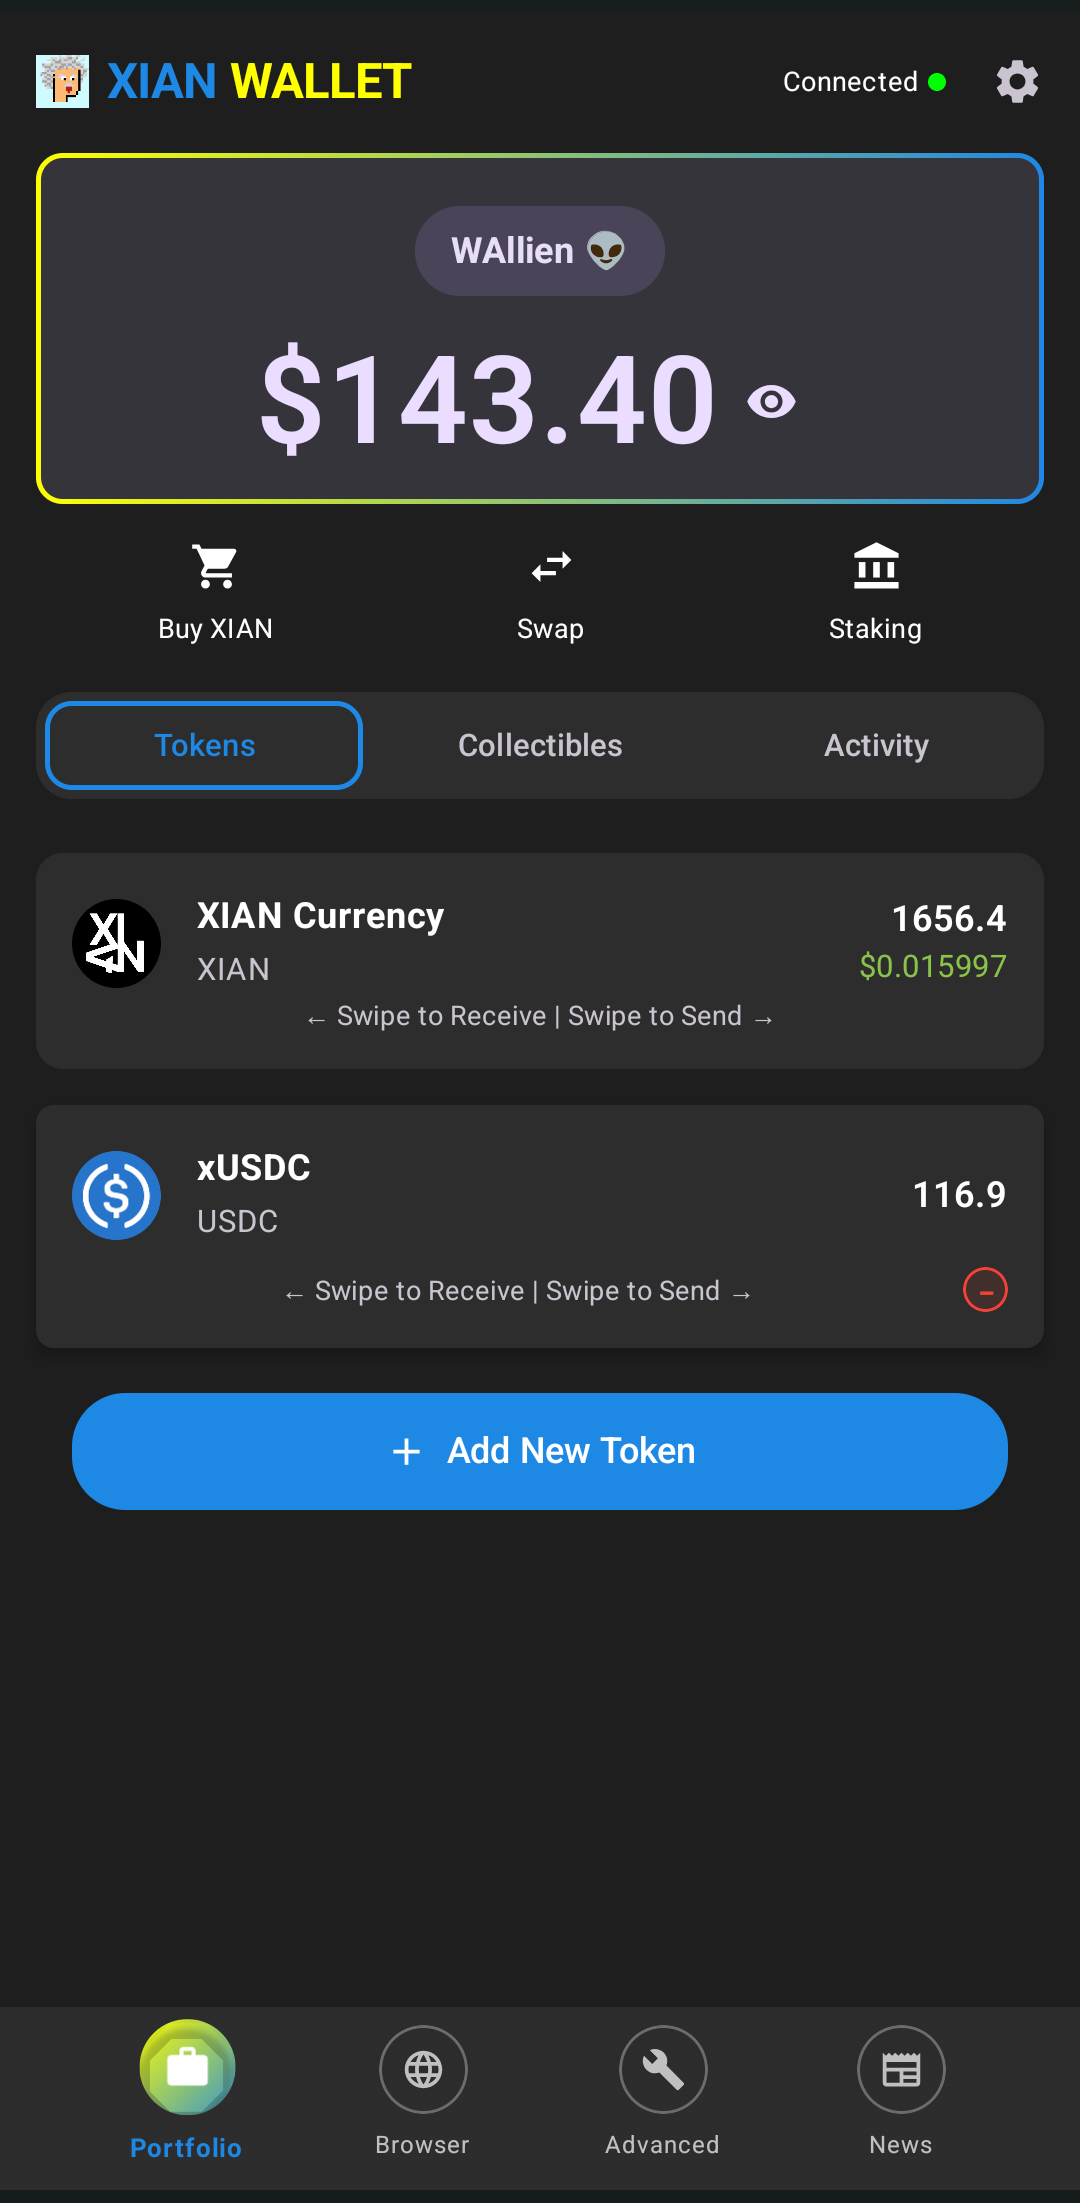 XIAN WALLET
Connected
WAllien 👽
$143.40
Buy XIAN
Swap
Staking
Tokens
Collectibles
Activity
XIAN Currency
1656.4
XIAN
$0.015997
← Swipe to Receive | Swipe to Send →
xUSDC
116.9
USDC
← Swipe to Receive | Swipe to Send →
+ Add New Token
Portfolio
Browser
Advanced
News